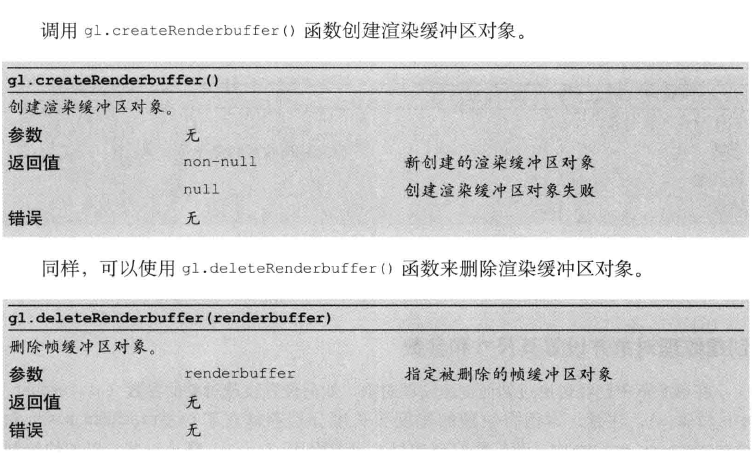 调用 gl.createRenderbuffer() 函数创建渲染缓冲区对象。
gl.createRenderbuffer()
创建渲染缓冲区对象。
参数 无
返回值 non-null 新创建的渲染缓冲区对象
null 创建渲染缓冲区对象失败
错误 无
同样，可以使用 gl.deleteRenderbuffer() 函数来删除渲染缓冲区对象。
gl.deleteRenderbuffer(renderbuffer)
删除帧缓冲区对象。
参数 renderbuffer 指定被删除的帧缓冲区对象
返回值 无
错误 无